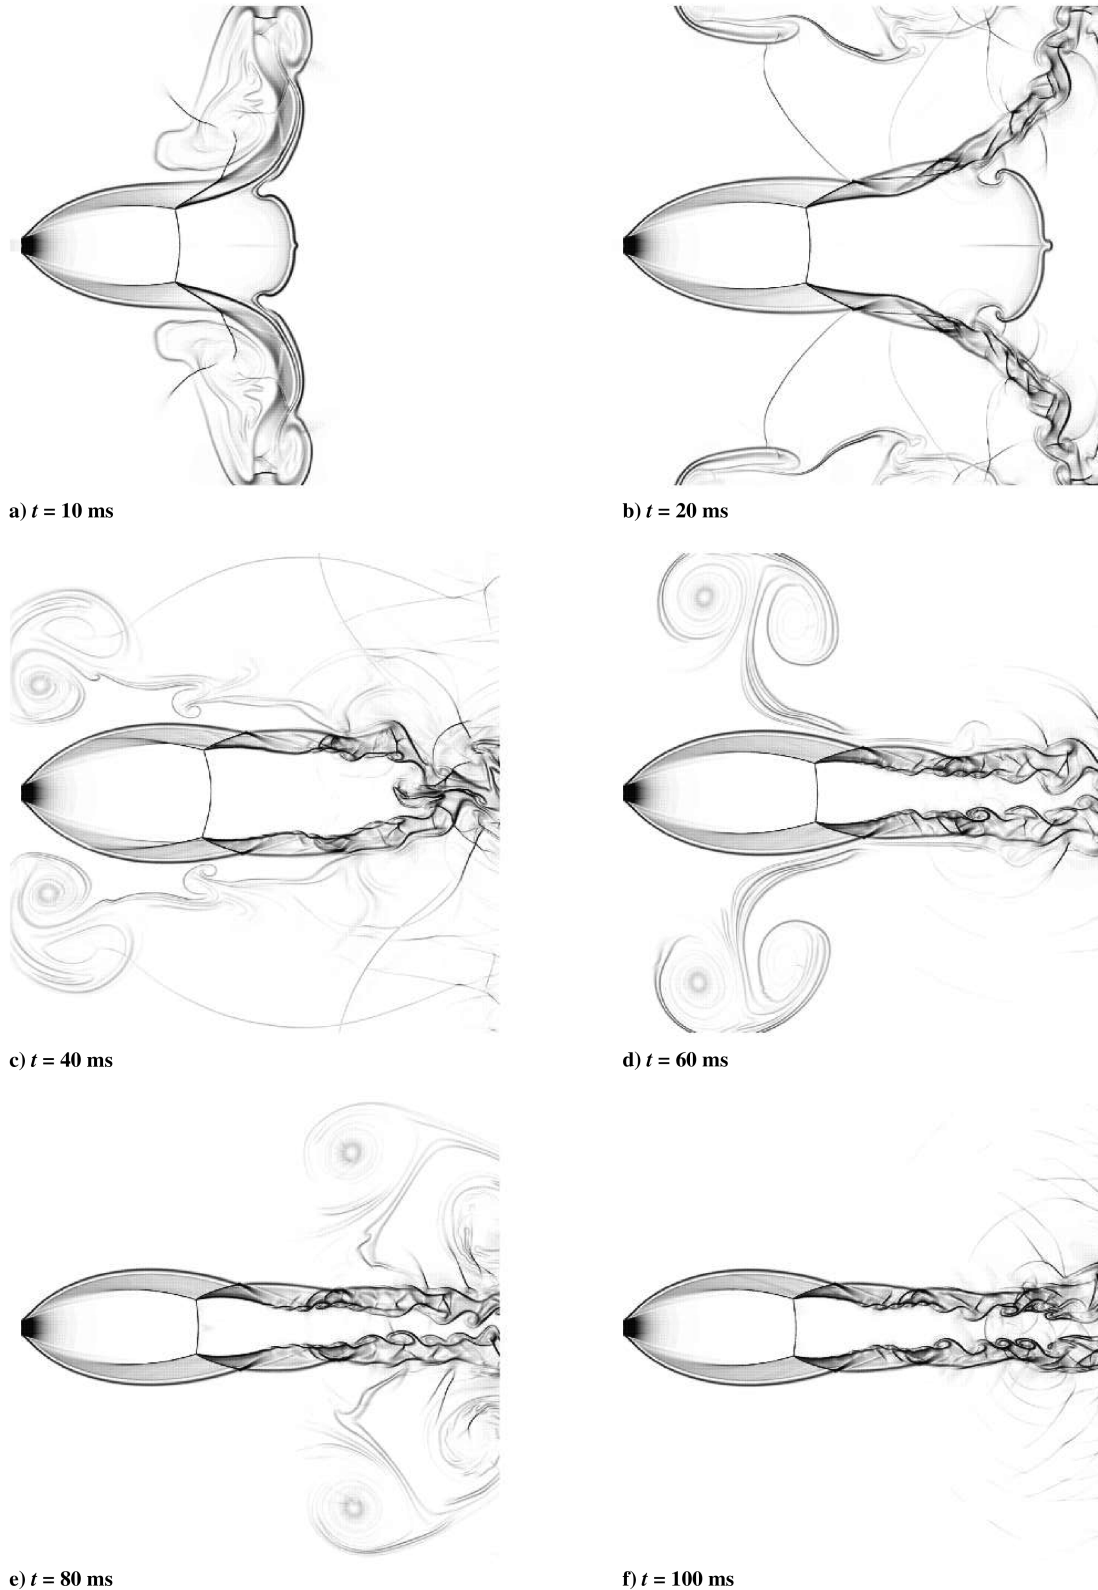 a) t = 10 ms
b) t = 20 ms
c) t = 40 ms
d) t = 60 ms
e) t = 80 ms
f) t = 100 ms